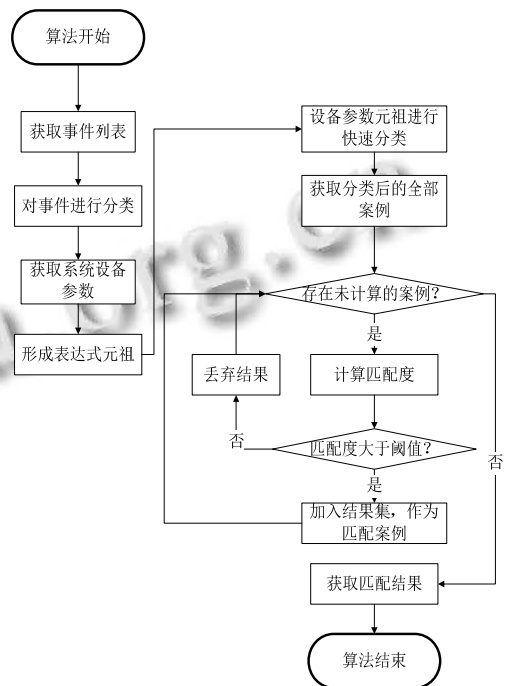 算法开始
获取事件列表
对事件进行分类
获取系统设备
参数
形成表达式元祖
设备参数元祖进行
快速分类
获取分类后的全部
案例
存在未计算的案例?
是
丢弃结果
计算匹配度
否
匹配度大于阈值?
否
是
加入结果集，作为
匹配案例
获取匹配结果
算法结束
.org.cn